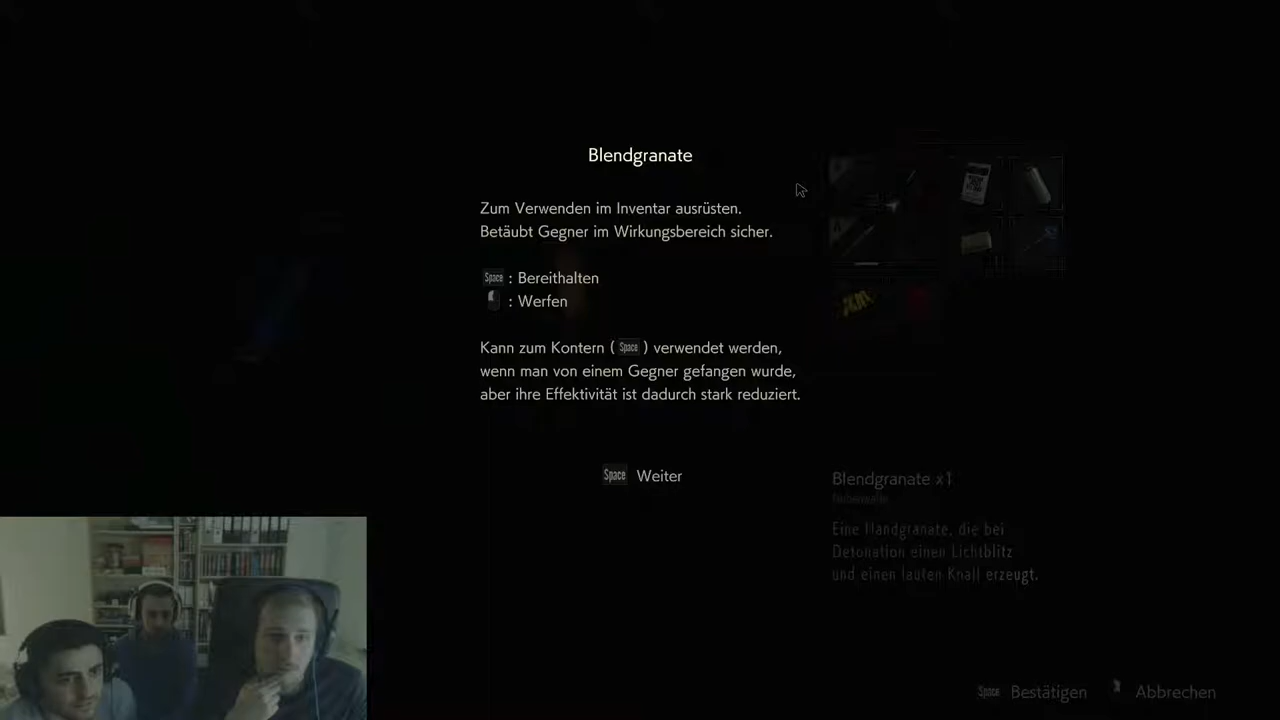 Blendgranate
Zum Verwenden im Inventar ausrüsten.
Betäubt Gegner im Wirkungsbereich sicher.
Space : Bereithalten
: Werfen
Kann zum Kontern ( Space ) verwendet werden,
wenn man von einem Gegner gefangen wurde,
aber ihre Effektivität ist dadurch stark reduziert.
Space Weiter
Blendgranate x1
Eine Handgranate, die bei
Detonation einen Lichtblitz
und einen lauten Knall erzeugt.
Space Bestätigen Abbrechen